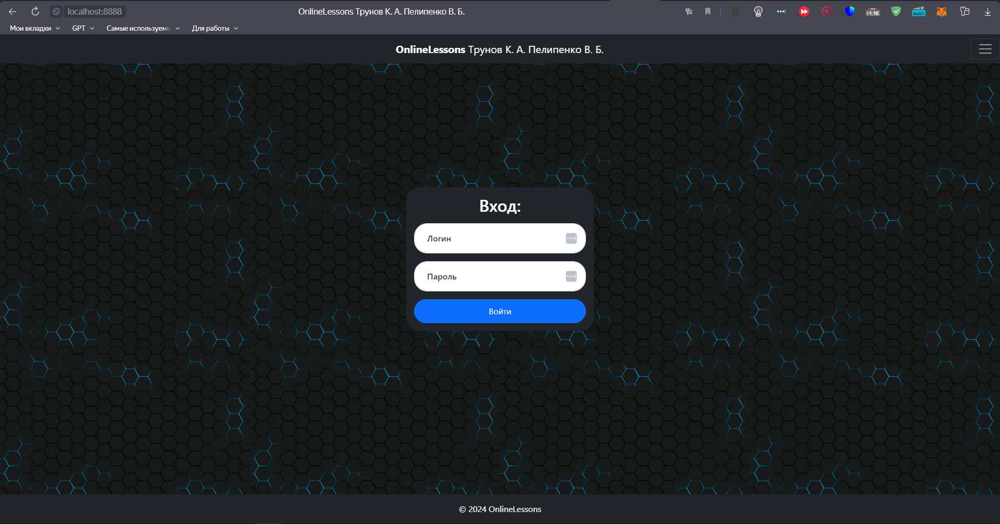 localhost:8888
OnlineLessons Трунов К. А. Пелипенко В. Б.
>1.1K
ВЫКЛ
Мои вкладки
GPT
Самые используемы
Для работы
OnlineLessons Трунов К. А. Пелипенко В. Б.
Вход:
Логин
Пароль
Войти
© 2024 OnlineLessons